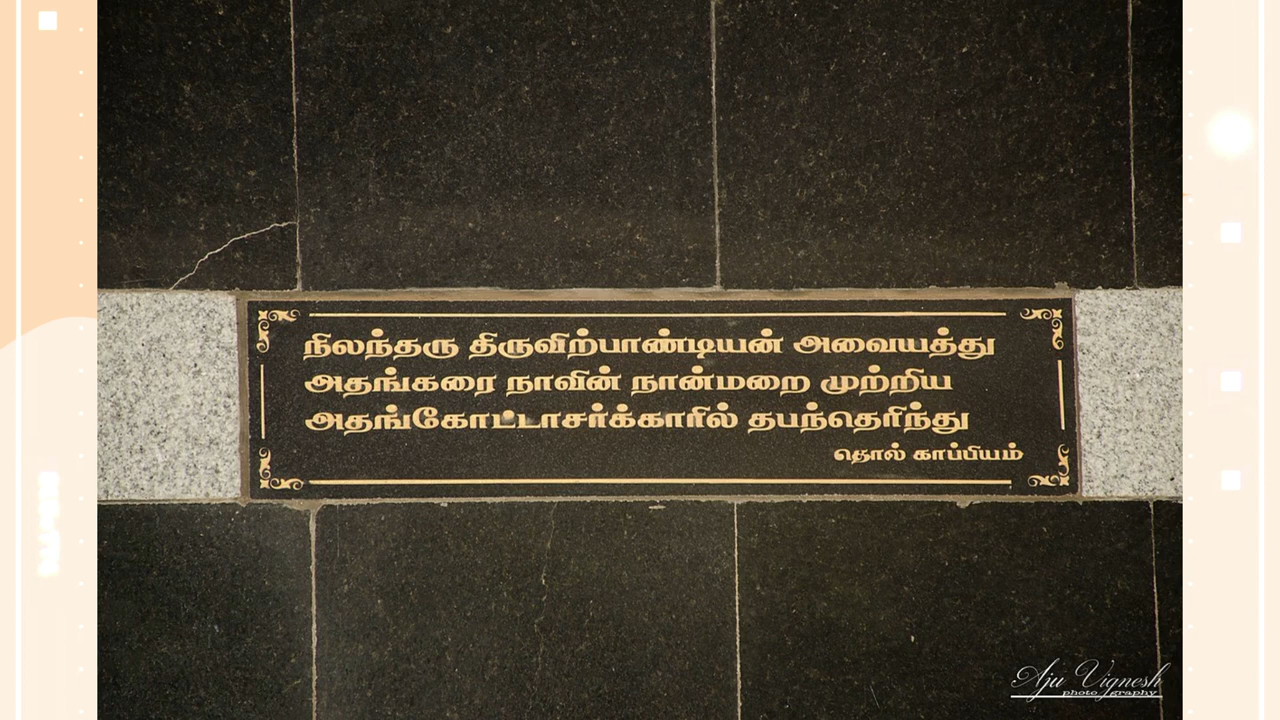 நிலந்தரு திருவிற்பாண்டியன் அவையத்து
அதங்கரை நாவின் நான்மறை முற்றிய
அதங்கோட்டாசர்க்காரில் தபந்தெரிந்து
தொல் காப்பியம்
Aju Vignesh
photography